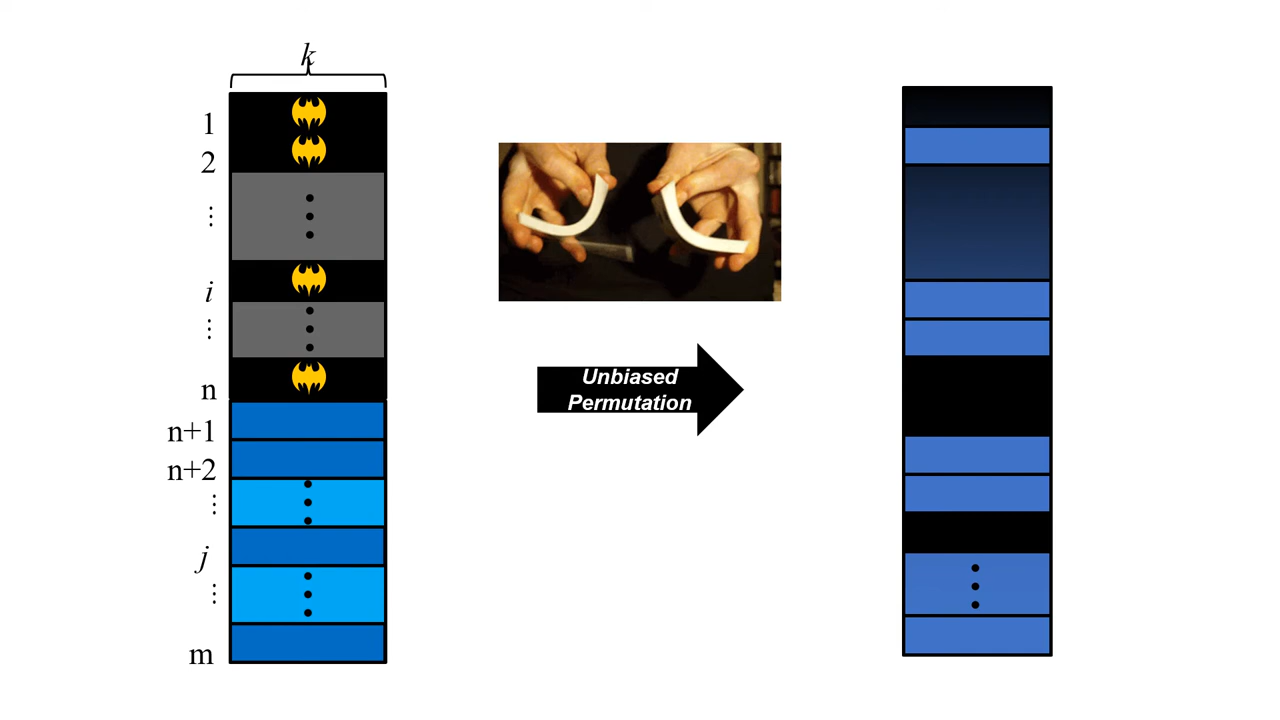 k
1
2
⋮
i
⋮
n
n+1
n+2
⋮
j
⋮
m
Unbiased
Permutation